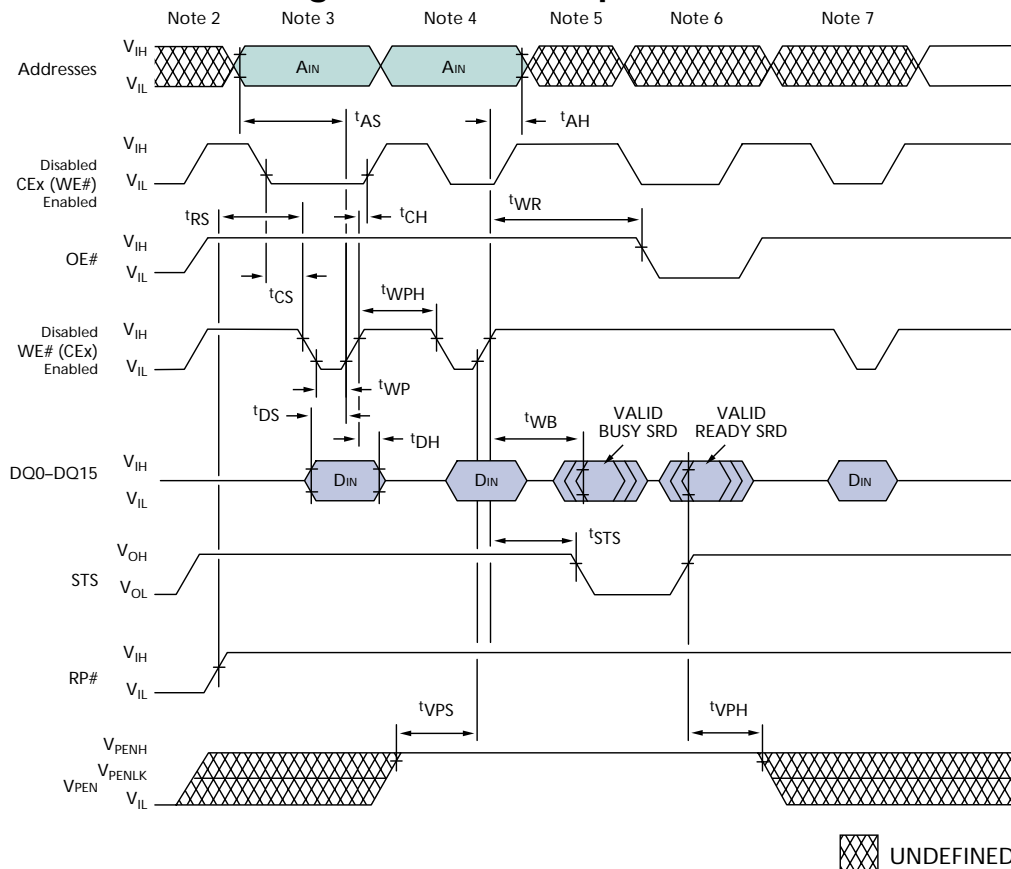 Note 2 Note 3 Note 4 Note 5 Note 6 Note 7
Addresses
VIH
VIL
AIN
AIN
tAS
tAH
Disabled
CEx (WE#)
Enabled
VIH
VIL
tRS
tCH
tWR
OE#
VIH
VIL
tCS
tWPH
Disabled
WE# (CEx)
Enabled
VIH
VIL
tWP
tDS
tDH
tWB
VALID
BUSY SRD
VALID
READY SRD
DQ0–DQ15
VIH
VIL
DIN
DIN
DIN
tSTS
STS
VOH
VOL
RP#
VIH
VIL
tVPS
tVPH
VPEN
VPENH
VPENLK
VIL
UNDEFINED